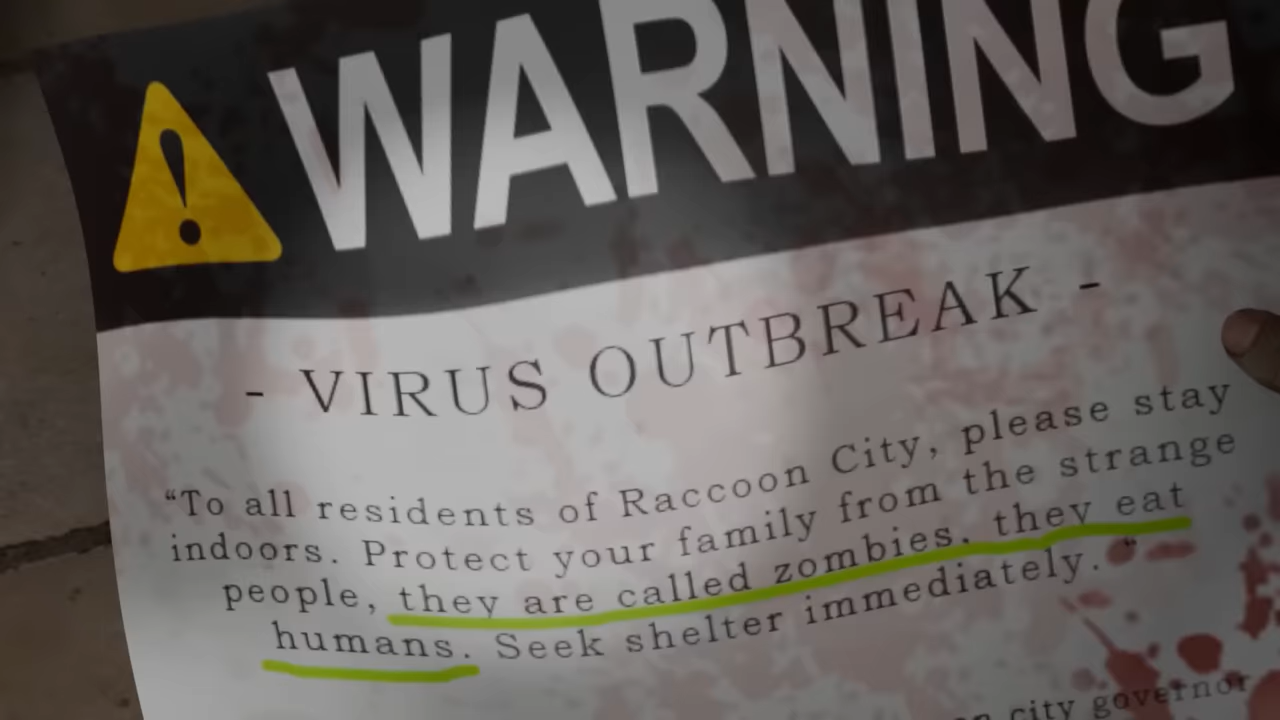 WARNING
- VIRUS OUTBREAK -
“To all residents of Raccoon City, please stay
indoors. Protect your family from the strange
people, they are called zombies. they eat
humans. Seek shelter immediately. “
city governor